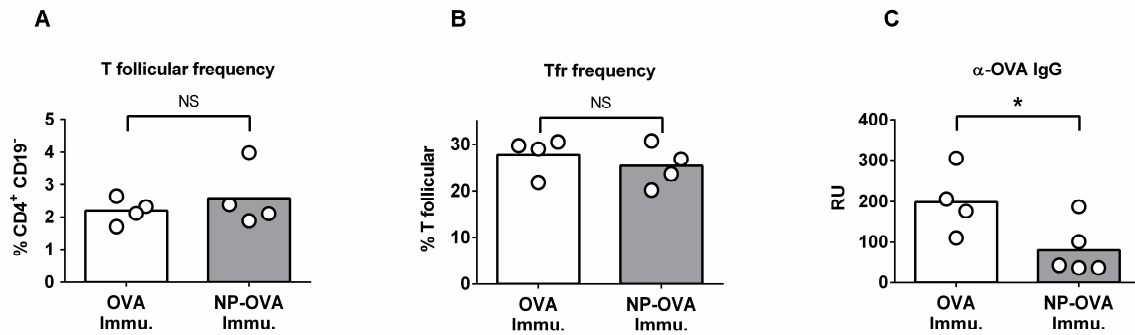 A
T follicular frequency
NS
5
4
3
2
1
0
% CD4⁺ CD19⁻
OVA
Immu.
NP-OVA
Immu.
B
Tfr frequency
NS
30
20
10
0
% T follicular
OVA
Immu.
NP-OVA
Immu.
C
α-OVA IgG
*
400
300
200
100
0
RU
OVA
Immu.
NP-OVA
Immu.